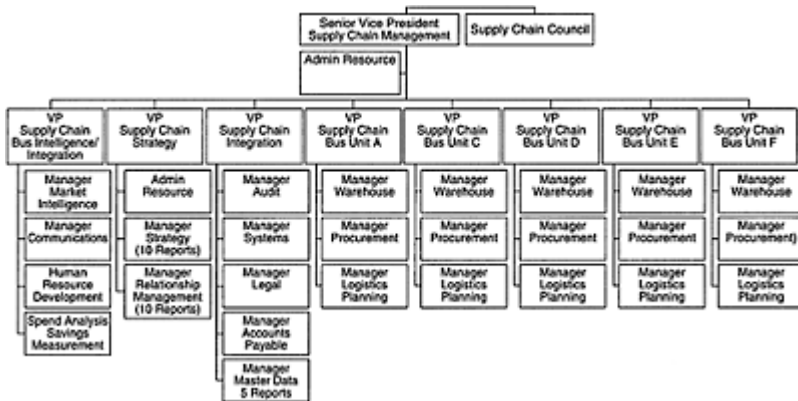 Senior Vice President
Supply Chain Management
Supply Chain Council
Admin Resource
VP
Supply Chain
Bus Intelligence/
Integration
VP
Supply Chain
Strategy
VP
Supply Chain
Integration
VP
Supply Chain
Bus Unit A
VP
Supply Chain
Bus Unit C
VP
Supply Chain
Bus Unit D
VP
Supply Chain
Bus Unit E
VP
Supply Chain
Bus Unit F
Manager
Market
Intelligence
Manager
Communications
Human
Resource
Development
Spend Analysis
Savings
Measurement
Admin
Resource
Manager
Strategy
(10 Reports)
Manager
Relationship
Management
(10 Reports)
Manager
Audit
Manager
Systems
Manager
Legal
Manager
Accounts
Payable
Manager
Master Data
5 Reports
Manager
Warehouse
Manager
Procurement
Manager
Logistics
Planning
Manager
Warehouse
Manager
Procurement
Manager
Logistics
Planning
Manager
Warehouse
Manager
Procurement
Manager
Logistics
Planning
Manager
Warehouse
Manager
Procurement
Manager
Logistics
Planning
Manager
Warehouse
Manager
Procurement)
Manager
Logistics
Planning